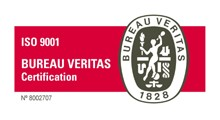 ISO 9001
BUREAU VERITAS
Certification
Nº 8002707
BUREAU VERITAS
1828